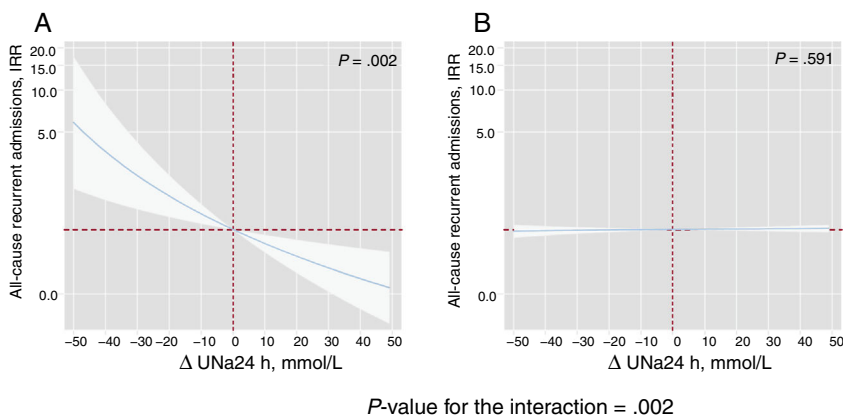 A
B
All-cause recurrent admissions, IRR
20.0
15.0
10.0
5.0
0.0
P = .002
−50 −40 −30 −20 −10 0 10 20 30 40 50
Δ UNa24 h, mmol/L
All-cause recurrent admissions, IRR
20.0
15.0
10.0
5.0
0.0
P = .591
−50 −40 −30 −20 −10 0 10 20 30 40 50
Δ UNa24 h, mmol/L
P-value for the interaction = .002